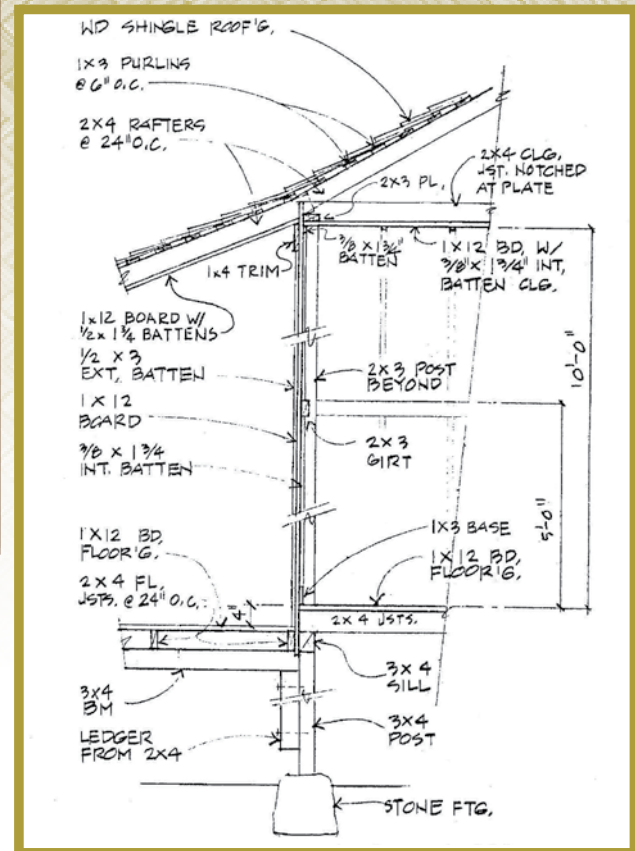 WD SHINGLE ROOF'G.
1X3 PURLINS
@ 6" O.C.
2X4 RAFTERS
@ 24" O.C.
2X4 CLG.
JST. NOTCHED
AT PLATE
2X3 PL.
3/8 X 1 3/4"
BATTEN
1X12 BD, W/
3/8" X 1 3/4" INT.
BATTEN CLG.
1x4 TRIM
1x12 BOARD W/
1/2 x 1 3/4 BATTENS
1/2 X 3
EXT. BATTEN
1 X 12
BOARD
3/8 X 1 3/4
INT. BATTEN
2X3 POST
BEYOND
2X3
GIRT
10'-0"
5'-0"
1X3 BASE
1X12 BD,
FLOOR'G.
1X12 BD,
FLOOR'G.
2X4 FL,
JSTS. @ 24" O.C.
4"
2X4 JSTS.
3X4
BM
LEDGER
FROM 2X4
3X4
SILL
3X4
POST
STONE FTG.